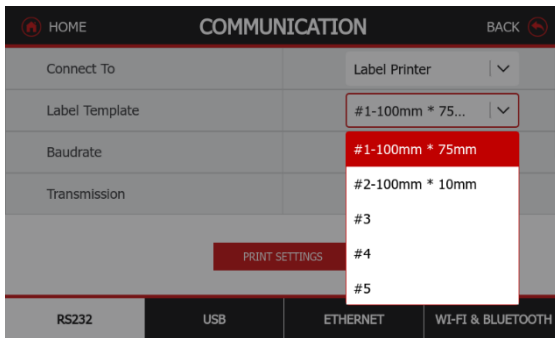 HOME COMMUNICATION BACK
Connect To Label Printer
Label Template #1-100mm * 75...
Baudrate #1-100mm * 75mm
Transmission #2-100mm * 10mm
#3
PRINT SETTINGS #4
#5
RS232 USB ETHERNET WI-FI & BLUETOOTH